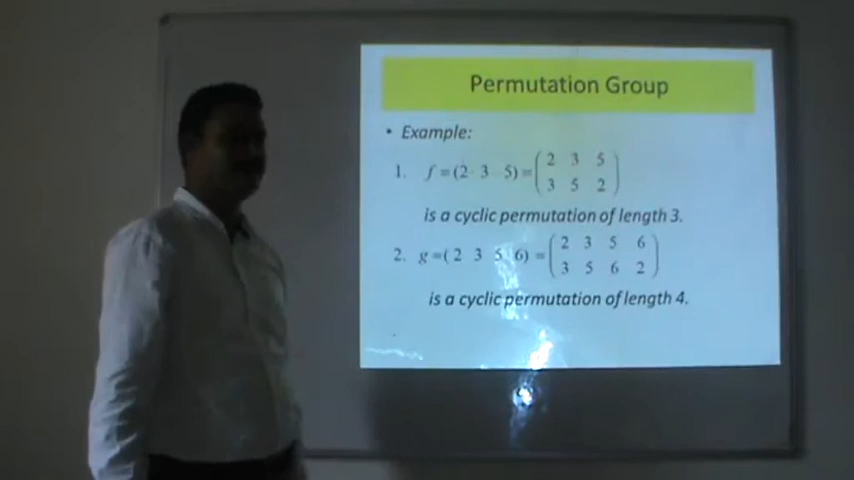 Permutation Group
• Example:
1. f = (2 3 5) = ( 2 3 5
3 5 2 )
is a cyclic permutation of length 3.
2. g = ( 2 3 5 6) = ( 2 3 5 6
3 5 6 2 )
is a cyclic permutation of length 4.